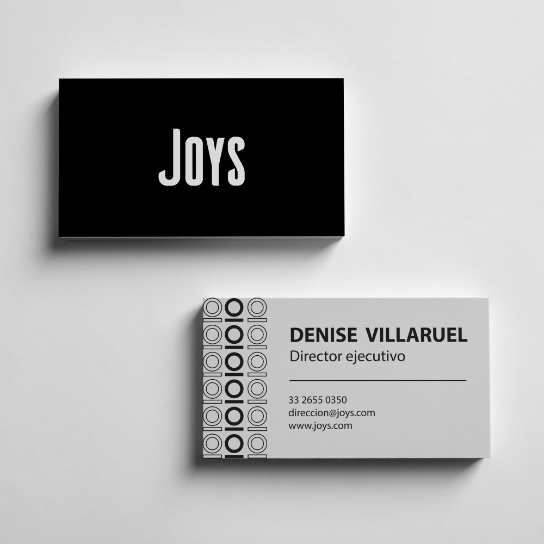 JOYS
DENISE VILLARUEL
Director ejecutivo
33 2655 0350
direccion@joys.com
www.joys.com